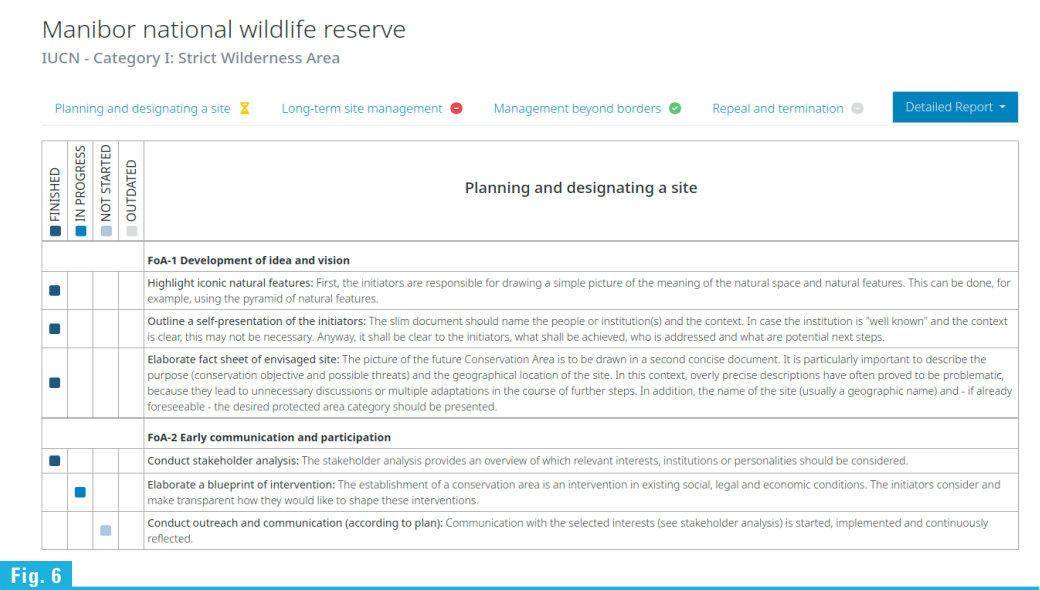 Manibor national wildlife reserve
IUCN - Category I: Strict Wilderness Area
Planning and designating a site
Long-term site management
Management beyond borders
Repeal and termination
Detailed Report
FINISHED
IN PROGRESS
NOT STARTED
OUTDATED
Planning and designating a site
FoA-1 Development of idea and vision
Highlight iconic natural features: First, the initiators are responsible for drawing a simple picture of the meaning of the natural space and natural features. This can be done, for
example, using the pyramid of natural features.
Outline a self-presentation of the initiators: The slim document should name the people or institution(s) and the context. In case the institution is "well known" and the context
is clear, this may not be necessary. Anyway, it shall be clear to the initiators, what shall be achieved, who is addressed and what are potential next steps.
Elaborate fact sheet of envisaged site: The picture of the future Conservation Area is to be drawn in a second concise document. It is particularly important to describe the
purpose (conservation objective and possible threats) and the geographical location of the site. In this context, overly precise descriptions have often proved to be problematic,
because they lead to unnecessary discussions or multiple adaptations in the course of further steps. In addition, the name of the site (usually a geographic name) and - if already
foreseeable - the desired protected area category should be presented.
FoA-2 Early communication and participation
Conduct stakeholder analysis: The stakeholder analysis provides an overview of which relevant interests, institutions or personalities should be considered.
Elaborate a blueprint of intervention: The establishment of a conservation area is an intervention in existing social, legal and economic conditions. The initiators consider and
make transparent how they would like to shape these interventions.
Conduct outreach and communication (according to plan): Communication with the selected interests (see stakeholder analysis) is started, implemented and continuously
reflected.
Fig. 6